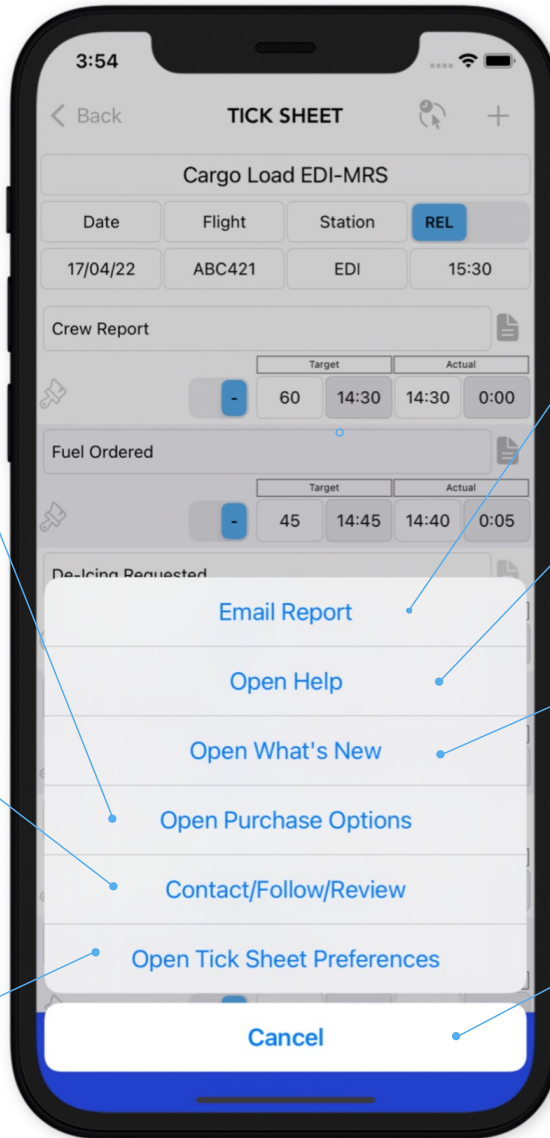 3:54
Back TICK SHEET
Cargo Load EDI-MRS
Date Flight Station REL
17/04/22 ABC421 EDI 15:30
Crew Report
Target Actual
- 60 14:30 14:30 0:00
Fuel Ordered
Target Actual
- 45 14:45 14:40 0:05
De-Icing Requested
Email Report
Open Help
Open What's New
Open Purchase Options
Contact/Follow/Review
Open Tick Sheet Preferences
Cancel